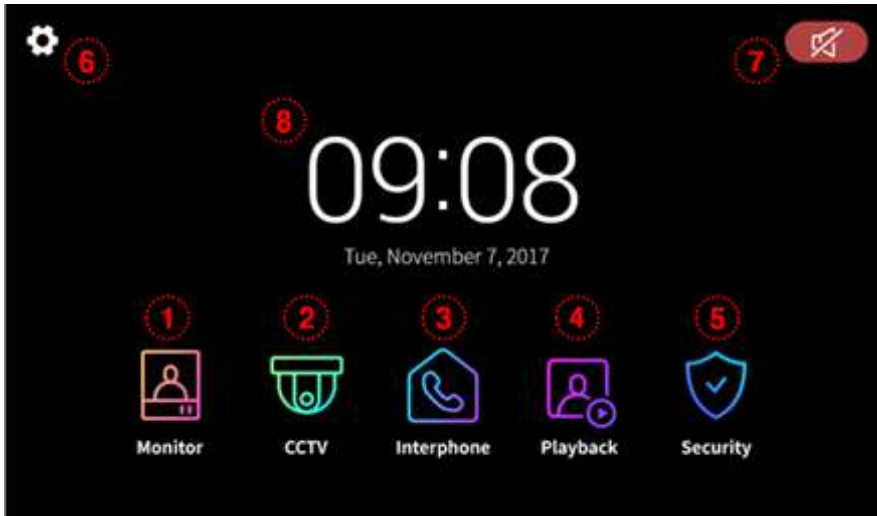 6
7
8
09:08
Tue, November 7, 2017
1 2 3 4 5
Monitor CCTV Interphone Playback Security